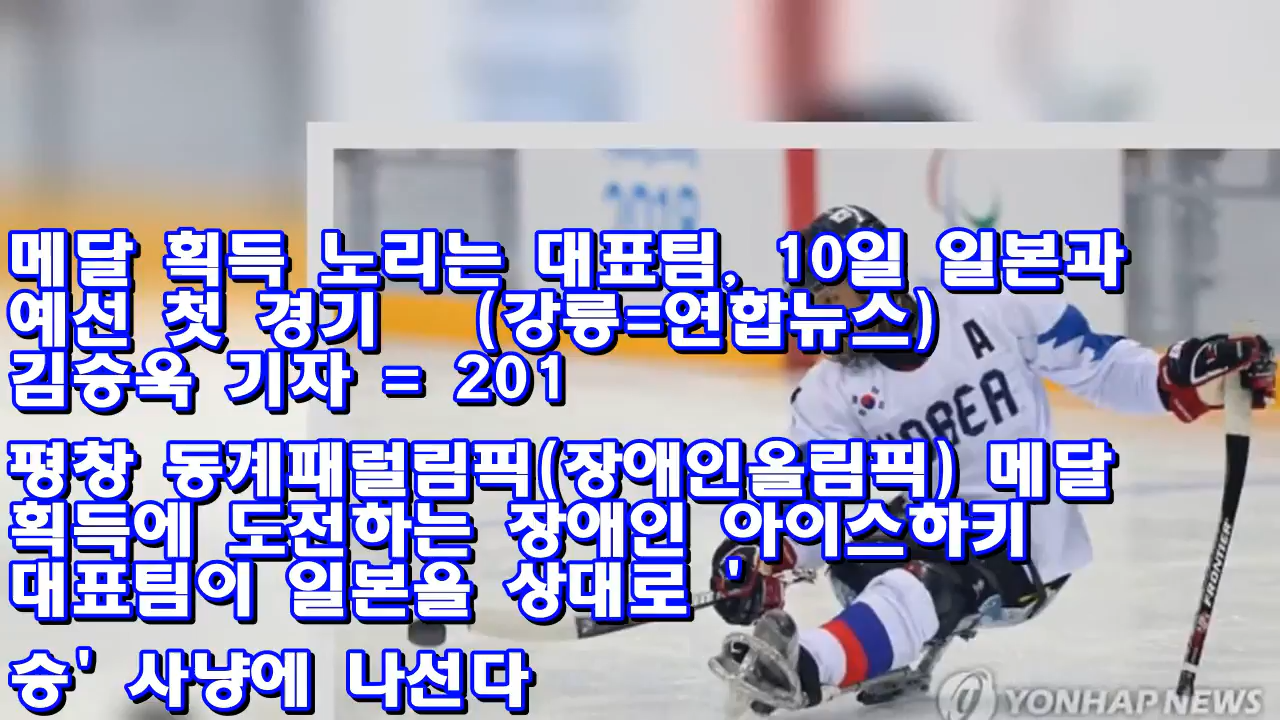 메달 획득 노리는 대표팀, 10일 일본과
예선 첫 경기 (강릉=연합뉴스)
김승욱 기자 = 201
평창 동계패럴림픽(장애인올림픽) 메달
획득에 도전하는 장애인 아이스하키
대표팀이 일본을 상대로 '
승' 사냥에 나선다
2018
A
KOREA
FRONTIER
YONHAP NEWS